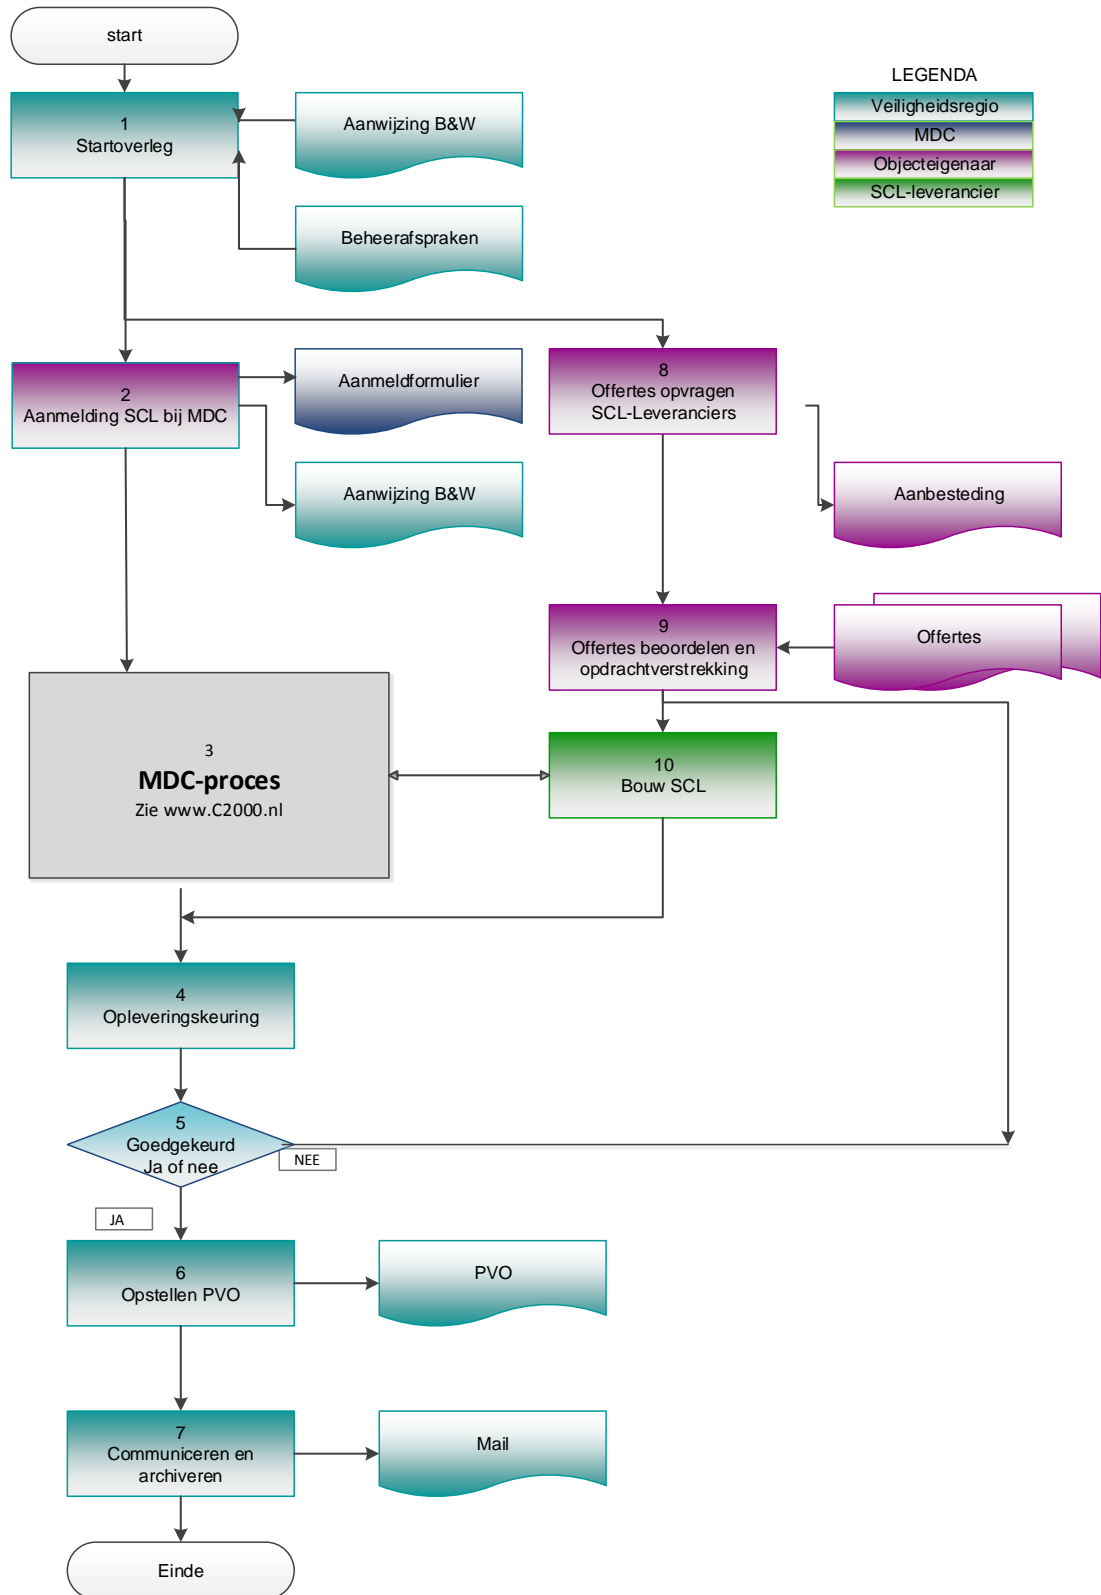 start
LEGENDA
Veiligheidsregio
MDC
Objecteigenaar
SCL-leverancier
1
Startoverleg
Aanwijzing B&W
Beheerafspraken
2
Aanmelding SCL bij MDC
Aanmeldformulier
Aanwijzing B&W
8
Offertes opvragen
SCL-Leveranciers
Aanbesteding
9
Offertes beoordelen en
opdrachtverstrekking
Offertes
3
MDC-proces
Zie www.C2000.nl
10
Bouw SCL
4
Opleveringskeuring
5
Goedgekeurd
Ja of nee
NEE
JA
6
Opstellen PVO
PVO
7
Communiceren en
archiveren
Mail
Einde